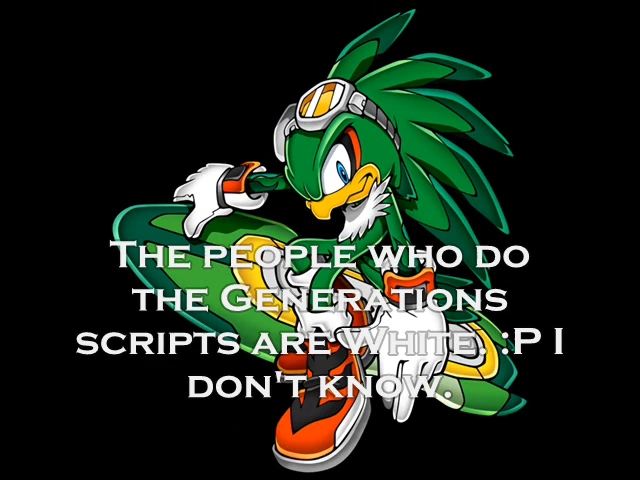 The people who do
the Generations
scripts are White. :P I
don't know.